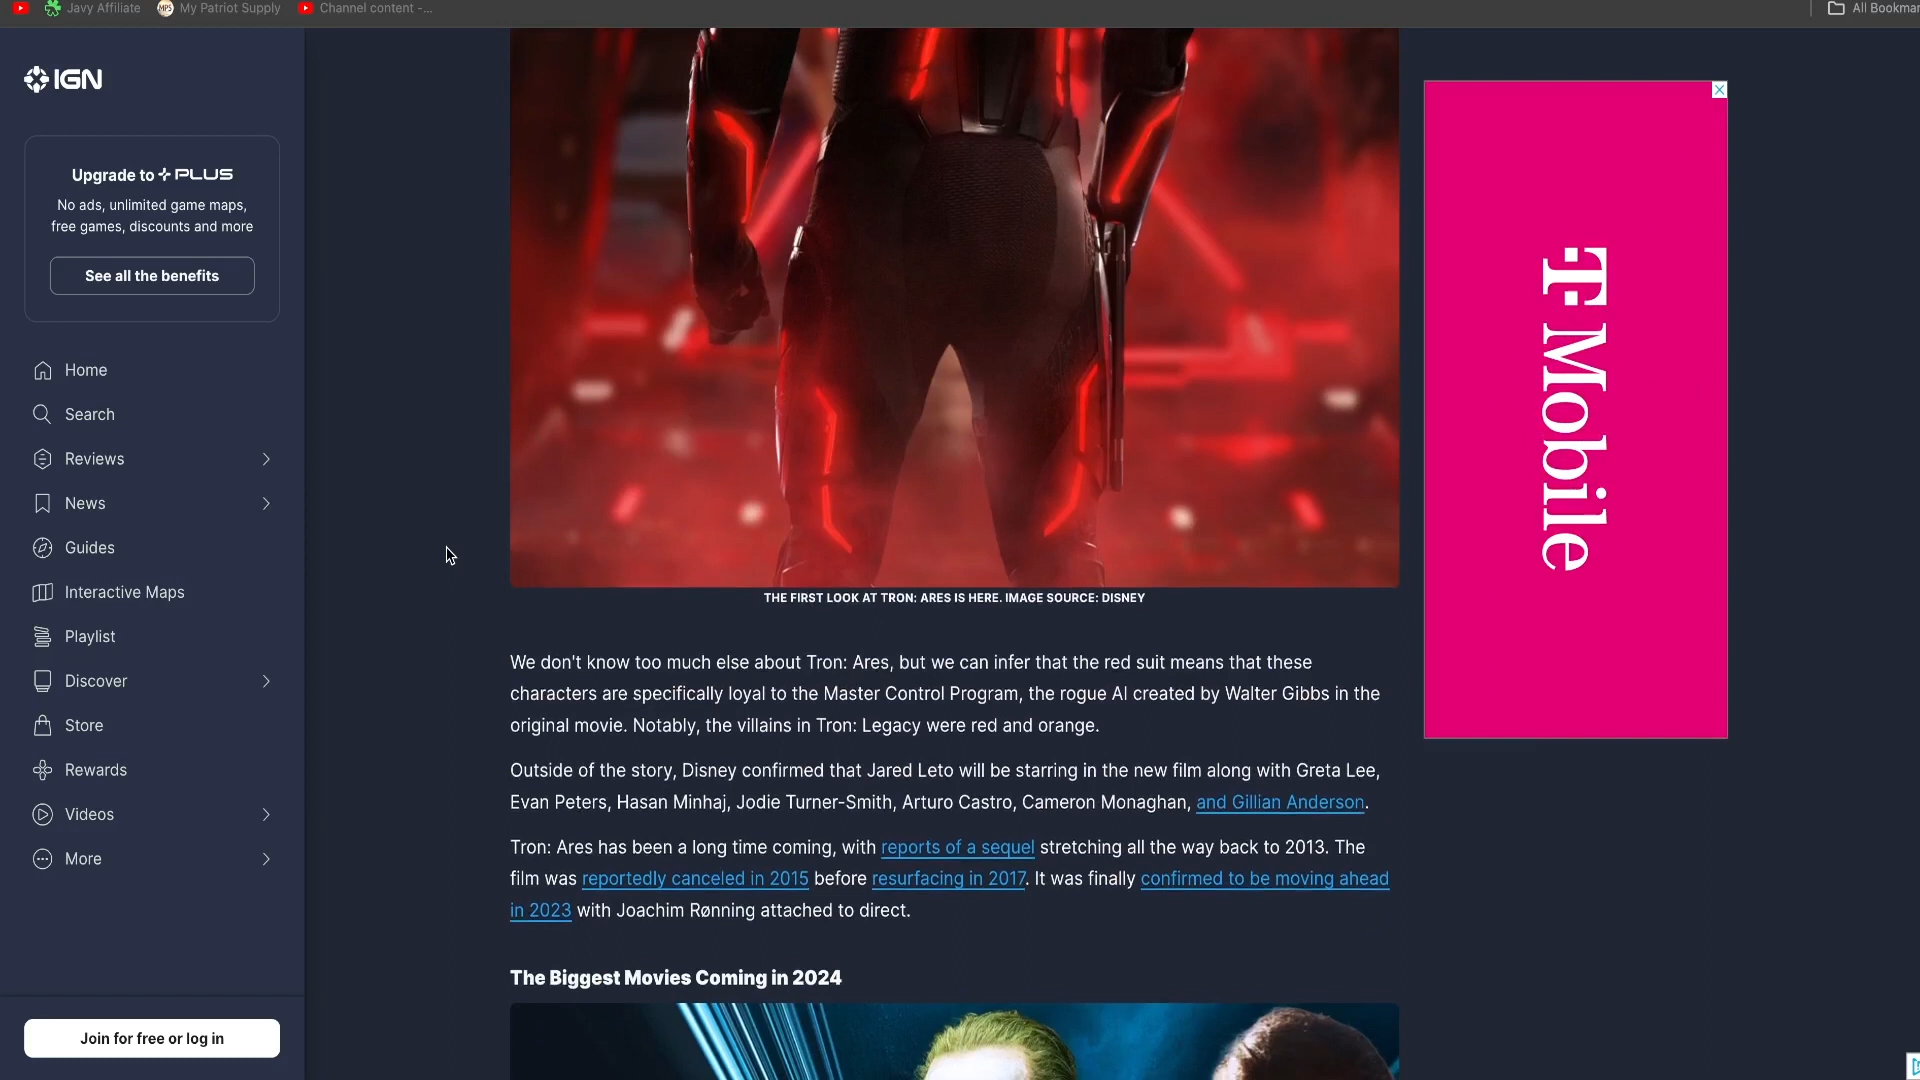 Javy Affiliate
My Patriot Supply
Channel content -...
All Bookmar
IGN
Upgrade to PLUS
No ads, unlimited game maps,
free games, discounts and more
See all the benefits
Home
Search
Reviews
News
Guides
Interactive Maps
Playlist
Discover
Store
Rewards
Videos
More
Join for free or log in
THE FIRST LOOK AT TRON: ARES IS HERE. IMAGE SOURCE: DISNEY
We don't know too much else about Tron: Ares, but we can infer that the red suit means that these
characters are specifically loyal to the Master Control Program, the rogue AI created by Walter Gibbs in the
original movie. Notably, the villains in Tron: Legacy were red and orange.
Outside of the story, Disney confirmed that Jared Leto will be starring in the new film along with Greta Lee,
Evan Peters, Hasan Minhaj, Jodie Turner-Smith, Arturo Castro, Cameron Monaghan, and Gillian Anderson.
Tron: Ares has been a long time coming, with reports of a sequel stretching all the way back to 2013. The
film was reportedly canceled in 2015 before resurfacing in 2017. It was finally confirmed to be moving ahead
in 2023 with Joachim Rønning attached to direct.
The Biggest Movies Coming in 2024
T Mobile